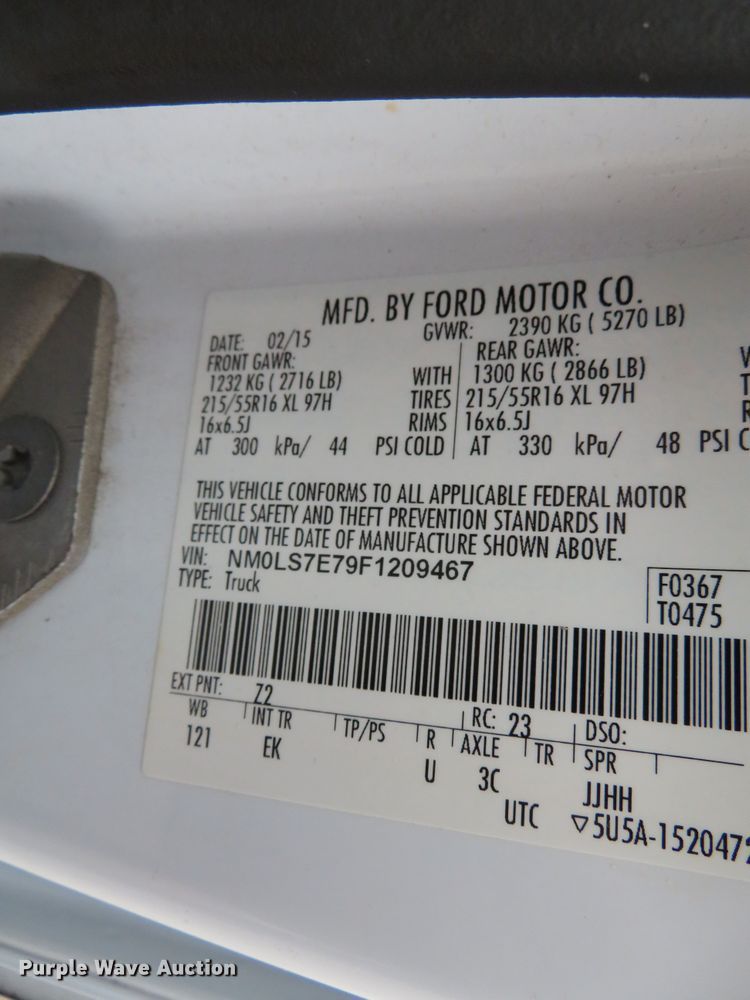 MFD. BY FORD MOTOR CO.
DATE: 02/15 GVWR: 2390 KG ( 5270 LB)
FRONT GAWR: REAR GAWR:
1232 KG ( 2716 LB) WITH 1300 KG ( 2866 LB)
215/55R16 XL 97H TIRES 215/55R16 XL 97H
16x6.5J RIMS 16x6.5J
AT 300 kPa/ 44 PSI COLD AT 330 kPa/ 48 PSI C
THIS VEHICLE CONFORMS TO ALL APPLICABLE FEDERAL MOTOR
VEHICLE SAFETY AND THEFT PREVENTION STANDARDS IN
EFFECT ON THE DATE OF MANUFACTURE SHOWN ABOVE.
VIN: NM0LS7E79F1209467
TYPE: Truck
F0367
T0475
EXT PNT: Z2 RC: 23 DSO:
WB INT TR TP/PS R AXLE TR SPR
121 EK U 3C JJHH
UTC ▽5U5A-1520472
Purple Wave Auction